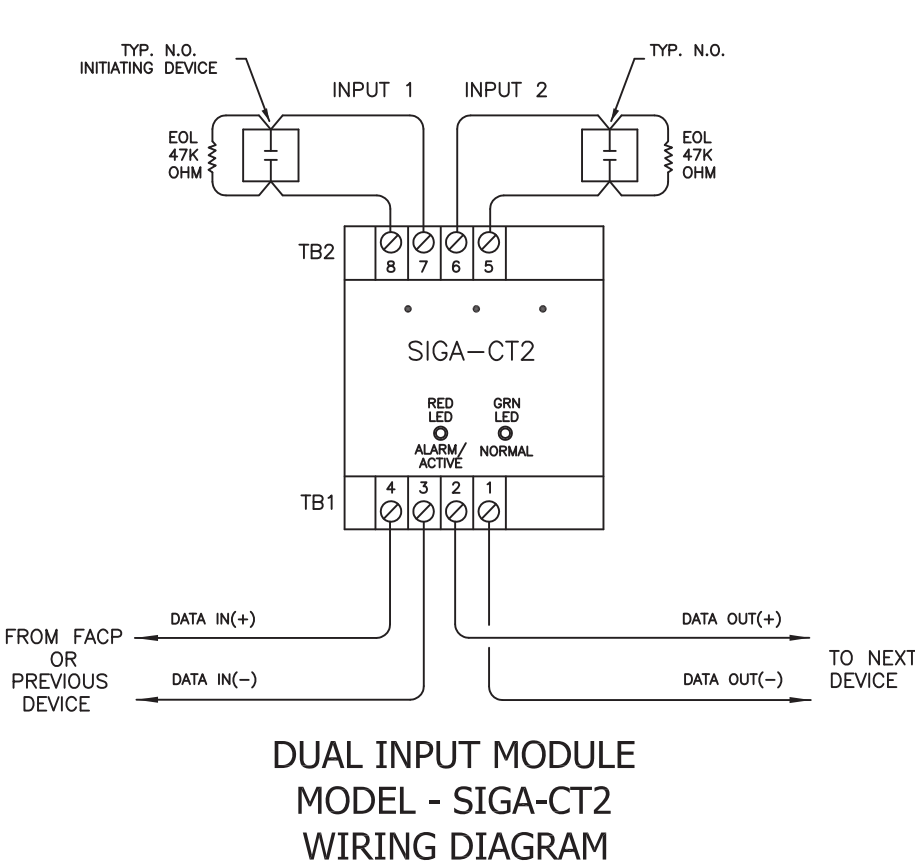 TYP. N.O.
INITIATING DEVICE
TYP. N.O.
INPUT 1
INPUT 2
EOL
47K
OHM
EOL
47K
OHM
TB2
8 7 6 5
SIGA-CT2
RED
LED
GRN
LED
ALARM/
ACTIVE
NORMAL
TB1
4 3 2 1
DATA IN(+)
DATA OUT(+)
FROM FACP
OR
PREVIOUS
DEVICE
TO NEXT
DEVICE
DATA IN(-)
DATA OUT(-)
DUAL INPUT MODULE
MODEL - SIGA-CT2
WIRING DIAGRAM